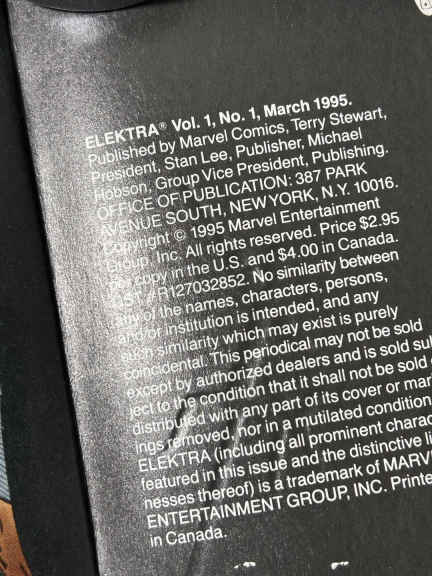 ELEKTRA® Vol. 1, No. 1, March 1995.
Published by Marvel Comics, Terry Stewart,
President, Stan Lee, Publisher, Michael
Hobson, Group Vice President, Publishing.
OFFICE OF PUBLICATION: 387 PARK
AVENUE SOUTH, NEW YORK, N.Y. 10016.
Copyright © 1995 Marvel Entertainment
Group, Inc. All rights reserved. Price $2.95
per copy in the U.S. and $4.00 in Canada.
GST #R127032852. No similarity between
any of the names, characters, persons,
and/or institution is intended, and any
such similarity which may exist is purely
coincidental. This periodical may not be sold
except by authorized dealers and is sold sub
ject to the condition that it shall not be sold
distributed with any part of its cover or mar
ings removed, nor in a mutilated condition
ELEKTRA (including all prominent charac
featured in this issue and the distinctive li
nesses thereof) is a trademark of MARV
ENTERTAINMENT GROUP, INC. Printe
in Canada.